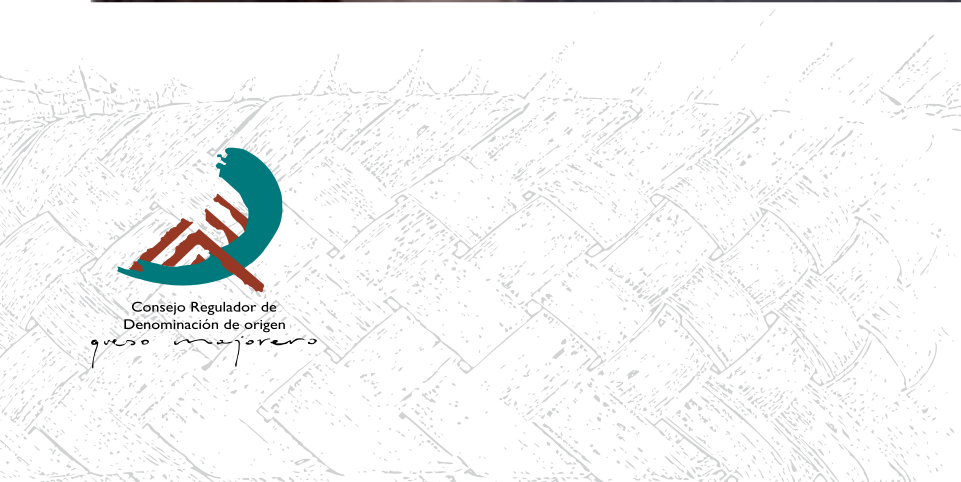 Consejo Regulador de
Denominación de origen
queso majorero